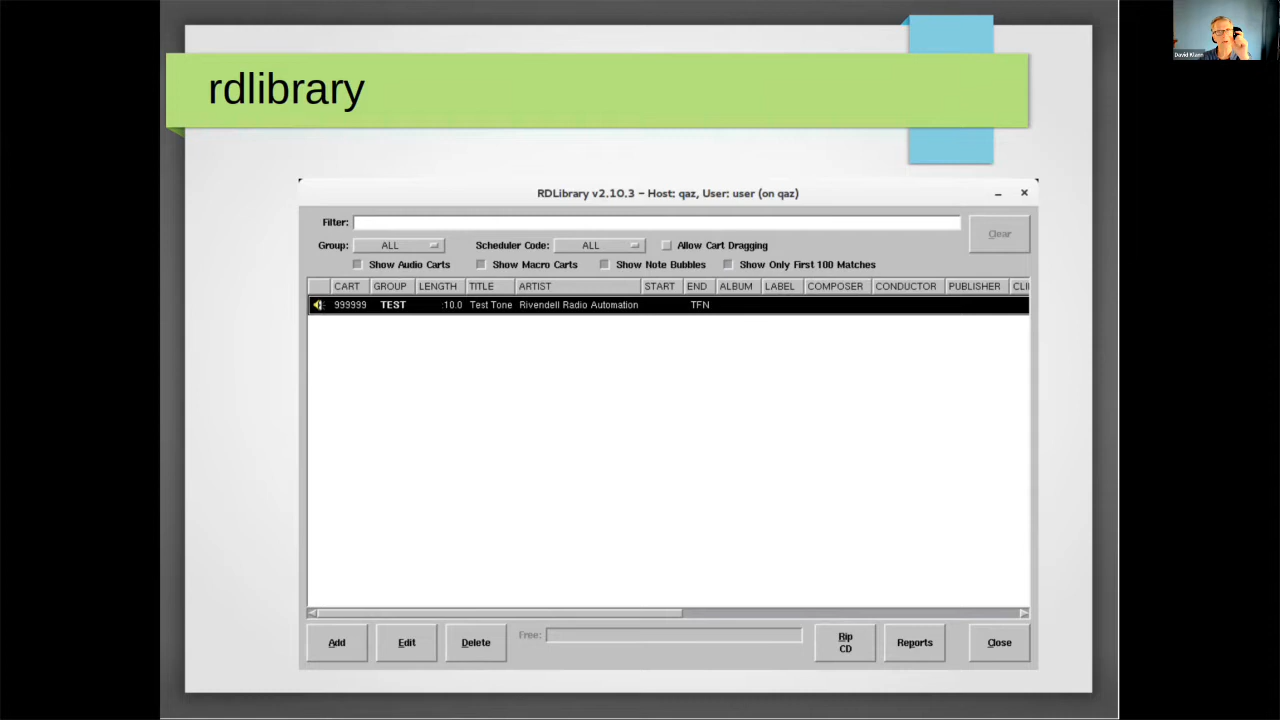 rdlibrary
David Klann
RDLibrary v2.10.3 – Host: qaz, User: user (on qaz)
Filter:
Clear
Group: ALL Scheduler Code: ALL Allow Cart Dragging
Show Audio Carts Show Macro Carts Show Note Bubbles Show Only First 100 Matches
CART GROUP LENGTH TITLE ARTIST START END ALBUM LABEL COMPOSER CONDUCTOR PUBLISHER CLI
999999 TEST :10.0 Test Tone Rivendell Radio Automation TFN
Add Edit Delete Free: Rip CD Reports Close